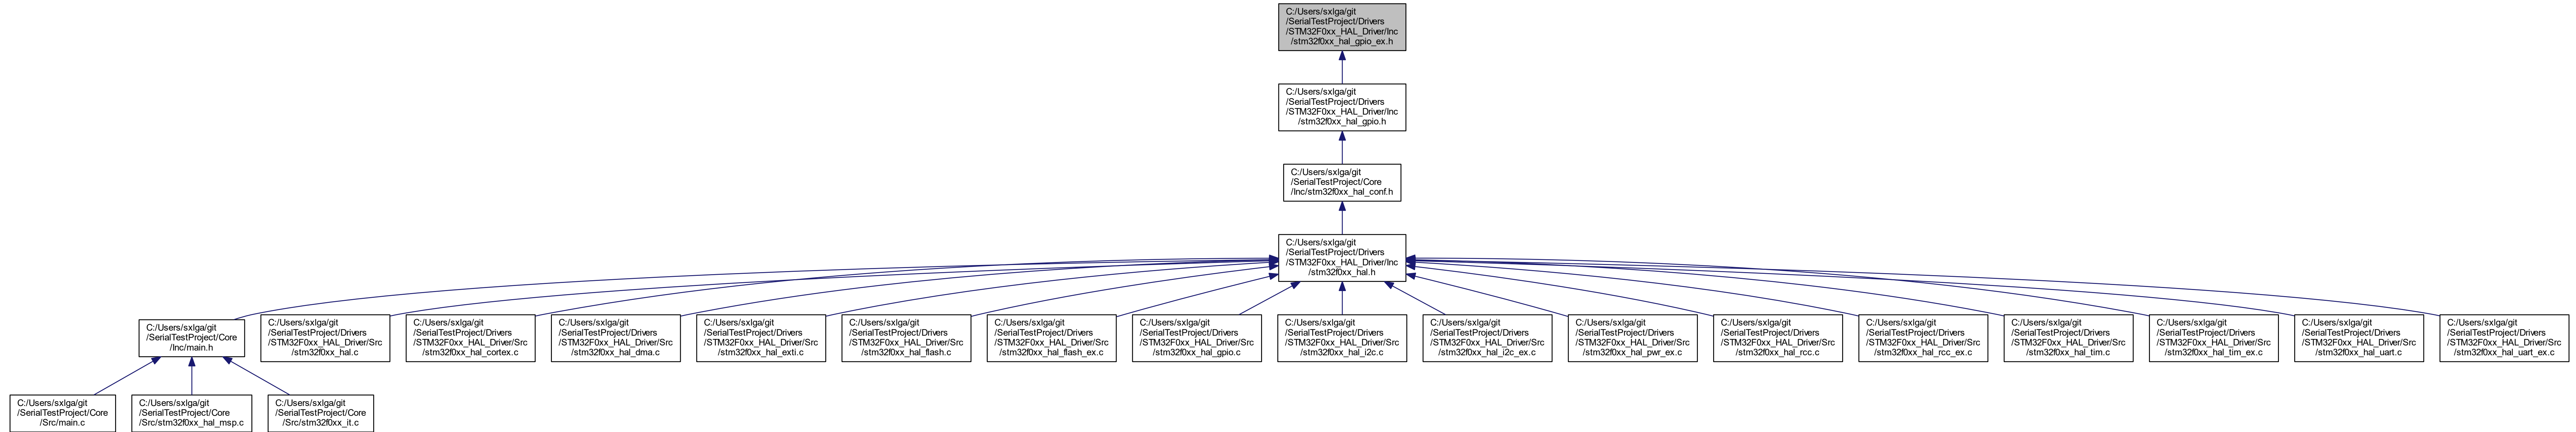 C:/Users/sxlga/git
/SerialTestProject/Drivers
/STM32F0xx_HAL_Driver/Inc
/stm32f0xx_hal_gpio_ex.h
C:/Users/sxlga/git
/SerialTestProject/Drivers
/STM32F0xx_HAL_Driver/Inc
/stm32f0xx_hal_gpio.h
C:/Users/sxlga/git
/SerialTestProject/Core
/Inc/stm32f0xx_hal_conf.h
C:/Users/sxlga/git
/SerialTestProject/Drivers
/STM32F0xx_HAL_Driver/Inc
/stm32f0xx_hal.h
C:/Users/sxlga/git
/SerialTestProject/Core
/Inc/main.h
C:/Users/sxlga/git
/SerialTestProject/Drivers
/STM32F0xx_HAL_Driver/Src
/stm32f0xx_hal.c
C:/Users/sxlga/git
/SerialTestProject/Drivers
/STM32F0xx_HAL_Driver/Src
/stm32f0xx_hal_cortex.c
C:/Users/sxlga/git
/SerialTestProject/Drivers
/STM32F0xx_HAL_Driver/Src
/stm32f0xx_hal_dma.c
C:/Users/sxlga/git
/SerialTestProject/Drivers
/STM32F0xx_HAL_Driver/Src
/stm32f0xx_hal_exti.c
C:/Users/sxlga/git
/SerialTestProject/Drivers
/STM32F0xx_HAL_Driver/Src
/stm32f0xx_hal_flash.c
C:/Users/sxlga/git
/SerialTestProject/Drivers
/STM32F0xx_HAL_Driver/Src
/stm32f0xx_hal_flash_ex.c
C:/Users/sxlga/git
/SerialTestProject/Drivers
/STM32F0xx_HAL_Driver/Src
/stm32f0xx_hal_gpio.c
C:/Users/sxlga/git
/SerialTestProject/Drivers
/STM32F0xx_HAL_Driver/Src
/stm32f0xx_hal_i2c.c
C:/Users/sxlga/git
/SerialTestProject/Drivers
/STM32F0xx_HAL_Driver/Src
/stm32f0xx_hal_i2c_ex.c
C:/Users/sxlga/git
/SerialTestProject/Drivers
/STM32F0xx_HAL_Driver/Src
/stm32f0xx_hal_pwr_ex.c
C:/Users/sxlga/git
/SerialTestProject/Drivers
/STM32F0xx_HAL_Driver/Src
/stm32f0xx_hal_rcc.c
C:/Users/sxlga/git
/SerialTestProject/Drivers
/STM32F0xx_HAL_Driver/Src
/stm32f0xx_hal_rcc_ex.c
C:/Users/sxlga/git
/SerialTestProject/Drivers
/STM32F0xx_HAL_Driver/Src
/stm32f0xx_hal_tim.c
C:/Users/sxlga/git
/SerialTestProject/Drivers
/STM32F0xx_HAL_Driver/Src
/stm32f0xx_hal_tim_ex.c
C:/Users/sxlga/git
/SerialTestProject/Drivers
/STM32F0xx_HAL_Driver/Src
/stm32f0xx_hal_uart.c
C:/Users/sxlga/git
/SerialTestProject/Drivers
/STM32F0xx_HAL_Driver/Src
/stm32f0xx_hal_uart_ex.c
C:/Users/sxlga/git
/SerialTestProject/Core
/Src/main.c
C:/Users/sxlga/git
/SerialTestProject/Core
/Src/stm32f0xx_hal_msp.c
C:/Users/sxlga/git
/SerialTestProject/Core
/Src/stm32f0xx_it.c